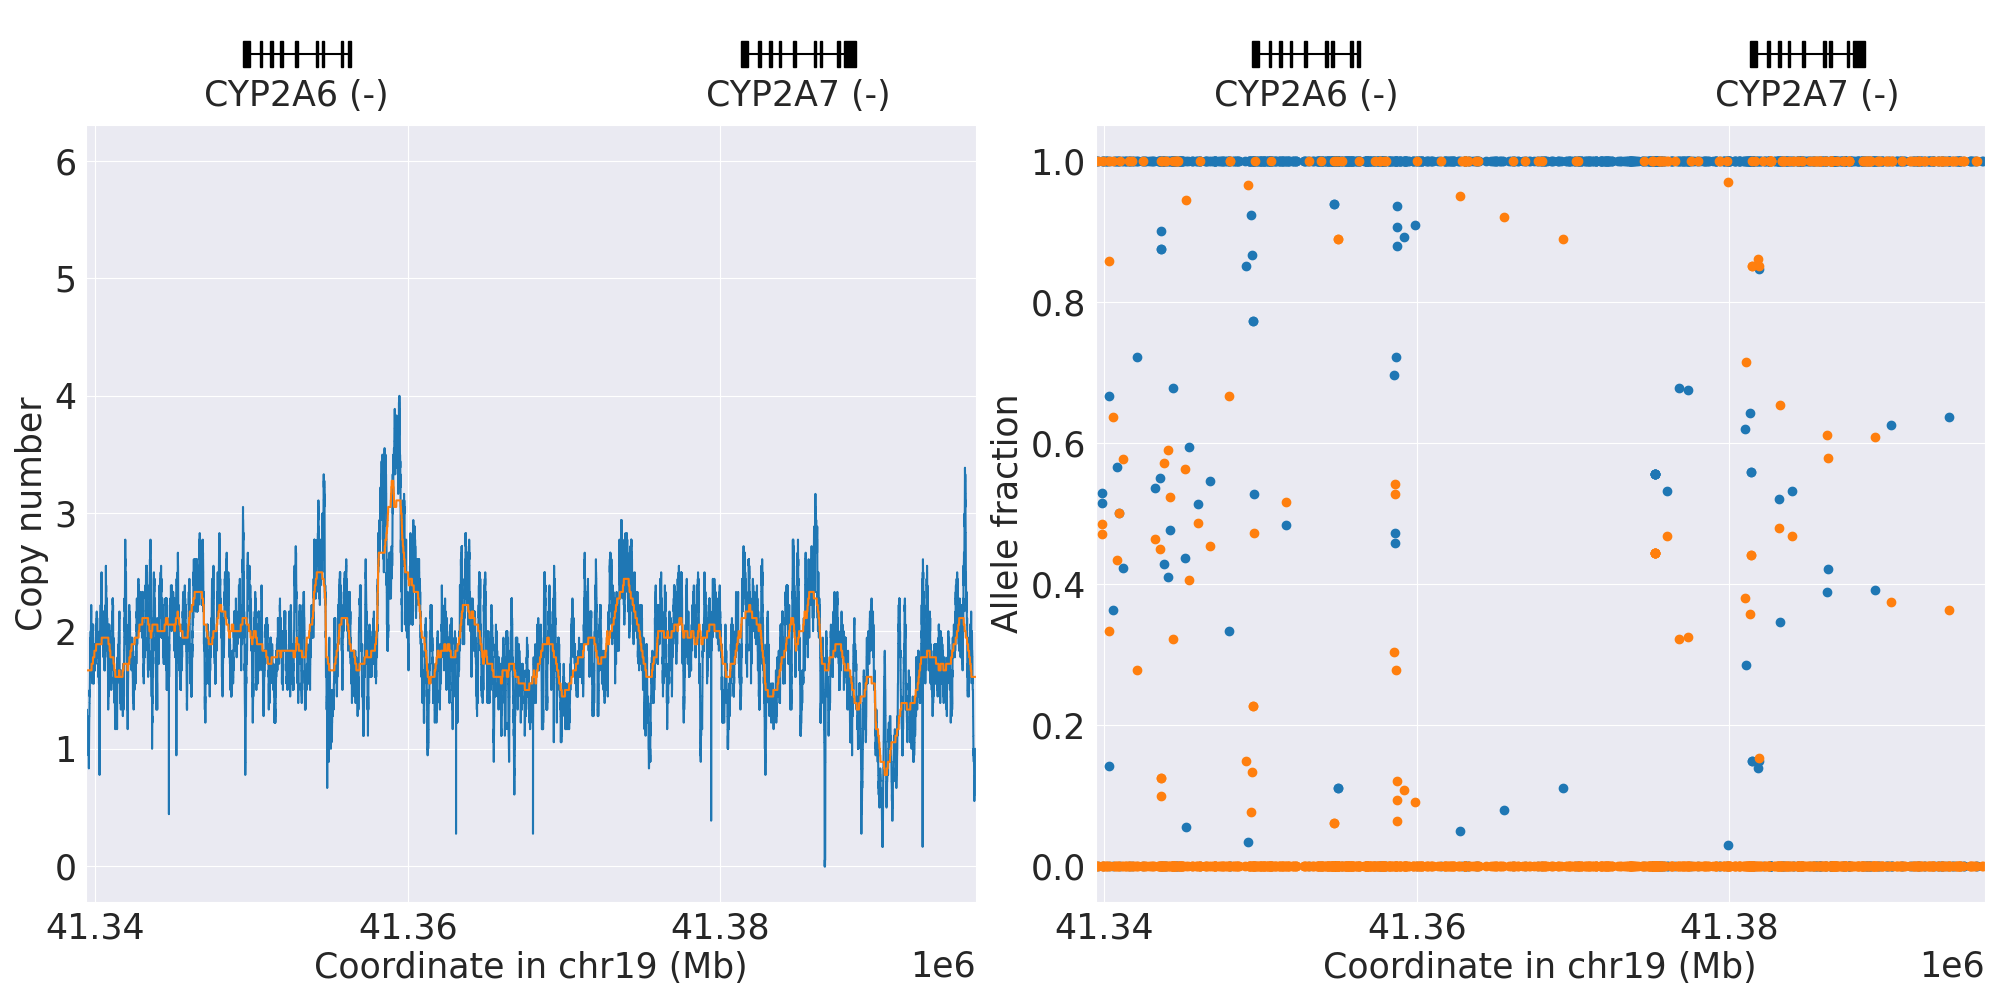 CYP2A6 (-)
CYP2A7 (-)
6
5
4
3
2
1
0
Copy number
41.34
41.36
41.38
Coordinate in chr19 (Mb)
1e6
CYP2A6 (-)
CYP2A7 (-)
1.0
0.8
0.6
0.4
0.2
0.0
Allele fraction
41.34
41.36
41.38
Coordinate in chr19 (Mb)
1e6